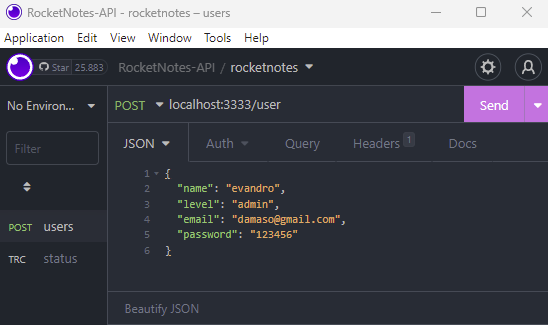 RocketNotes-API - rocketnotes – users
Application Edit View Window Tools Help
Star 25.883 RocketNotes-API / rocketnotes
No Environ... POST localhost:3333/user Send
Filter JSON Auth Query Headers 1 Docs
1 {
2 "name": "evandro",
3 "level": "admin",
4 "email": "damaso@gmail.com",
5 "password": "123456"
6 }
POST users
TRC status
Beautify JSON